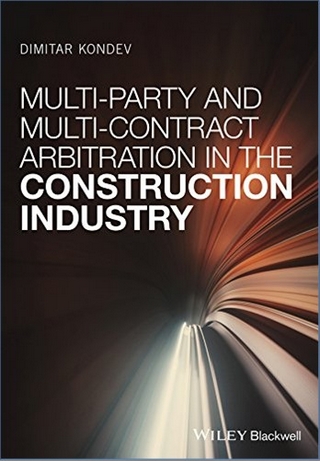 DIMITAR KONDEV
MULTI-PARTY AND
MULTI-CONTRACT
ARBITRATION IN THE
CONSTRUCTION
INDUSTRY
WILEY Blackwell